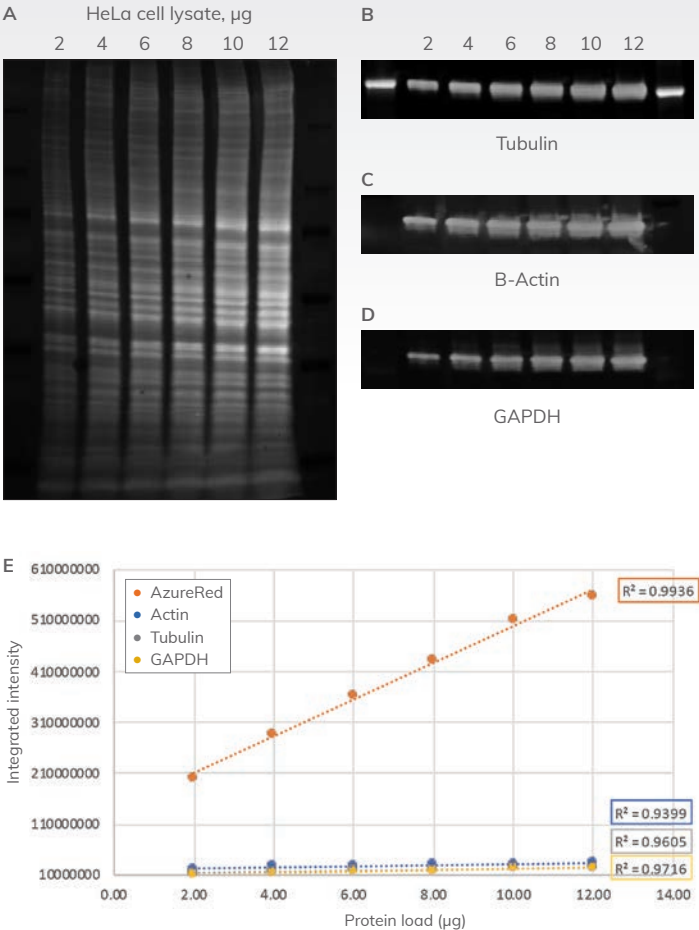 A
HeLa cell lysate, µg
2 4 6 8 10 12
B
2 4 6 8 10 12
Tubulin
C
B-Actin
D
GAPDH
E
610000000
510000000
410000000
310000000
210000000
110000000
10000000
Integrated intensity
AzureRed
Actin
Tubulin
GAPDH
R² = 0.9936
R² = 0.9399
R² = 0.9605
R² = 0.9716
0.00 2.00 4.00 6.00 8.00 10.00 12.00 14.00
Protein load (µg)